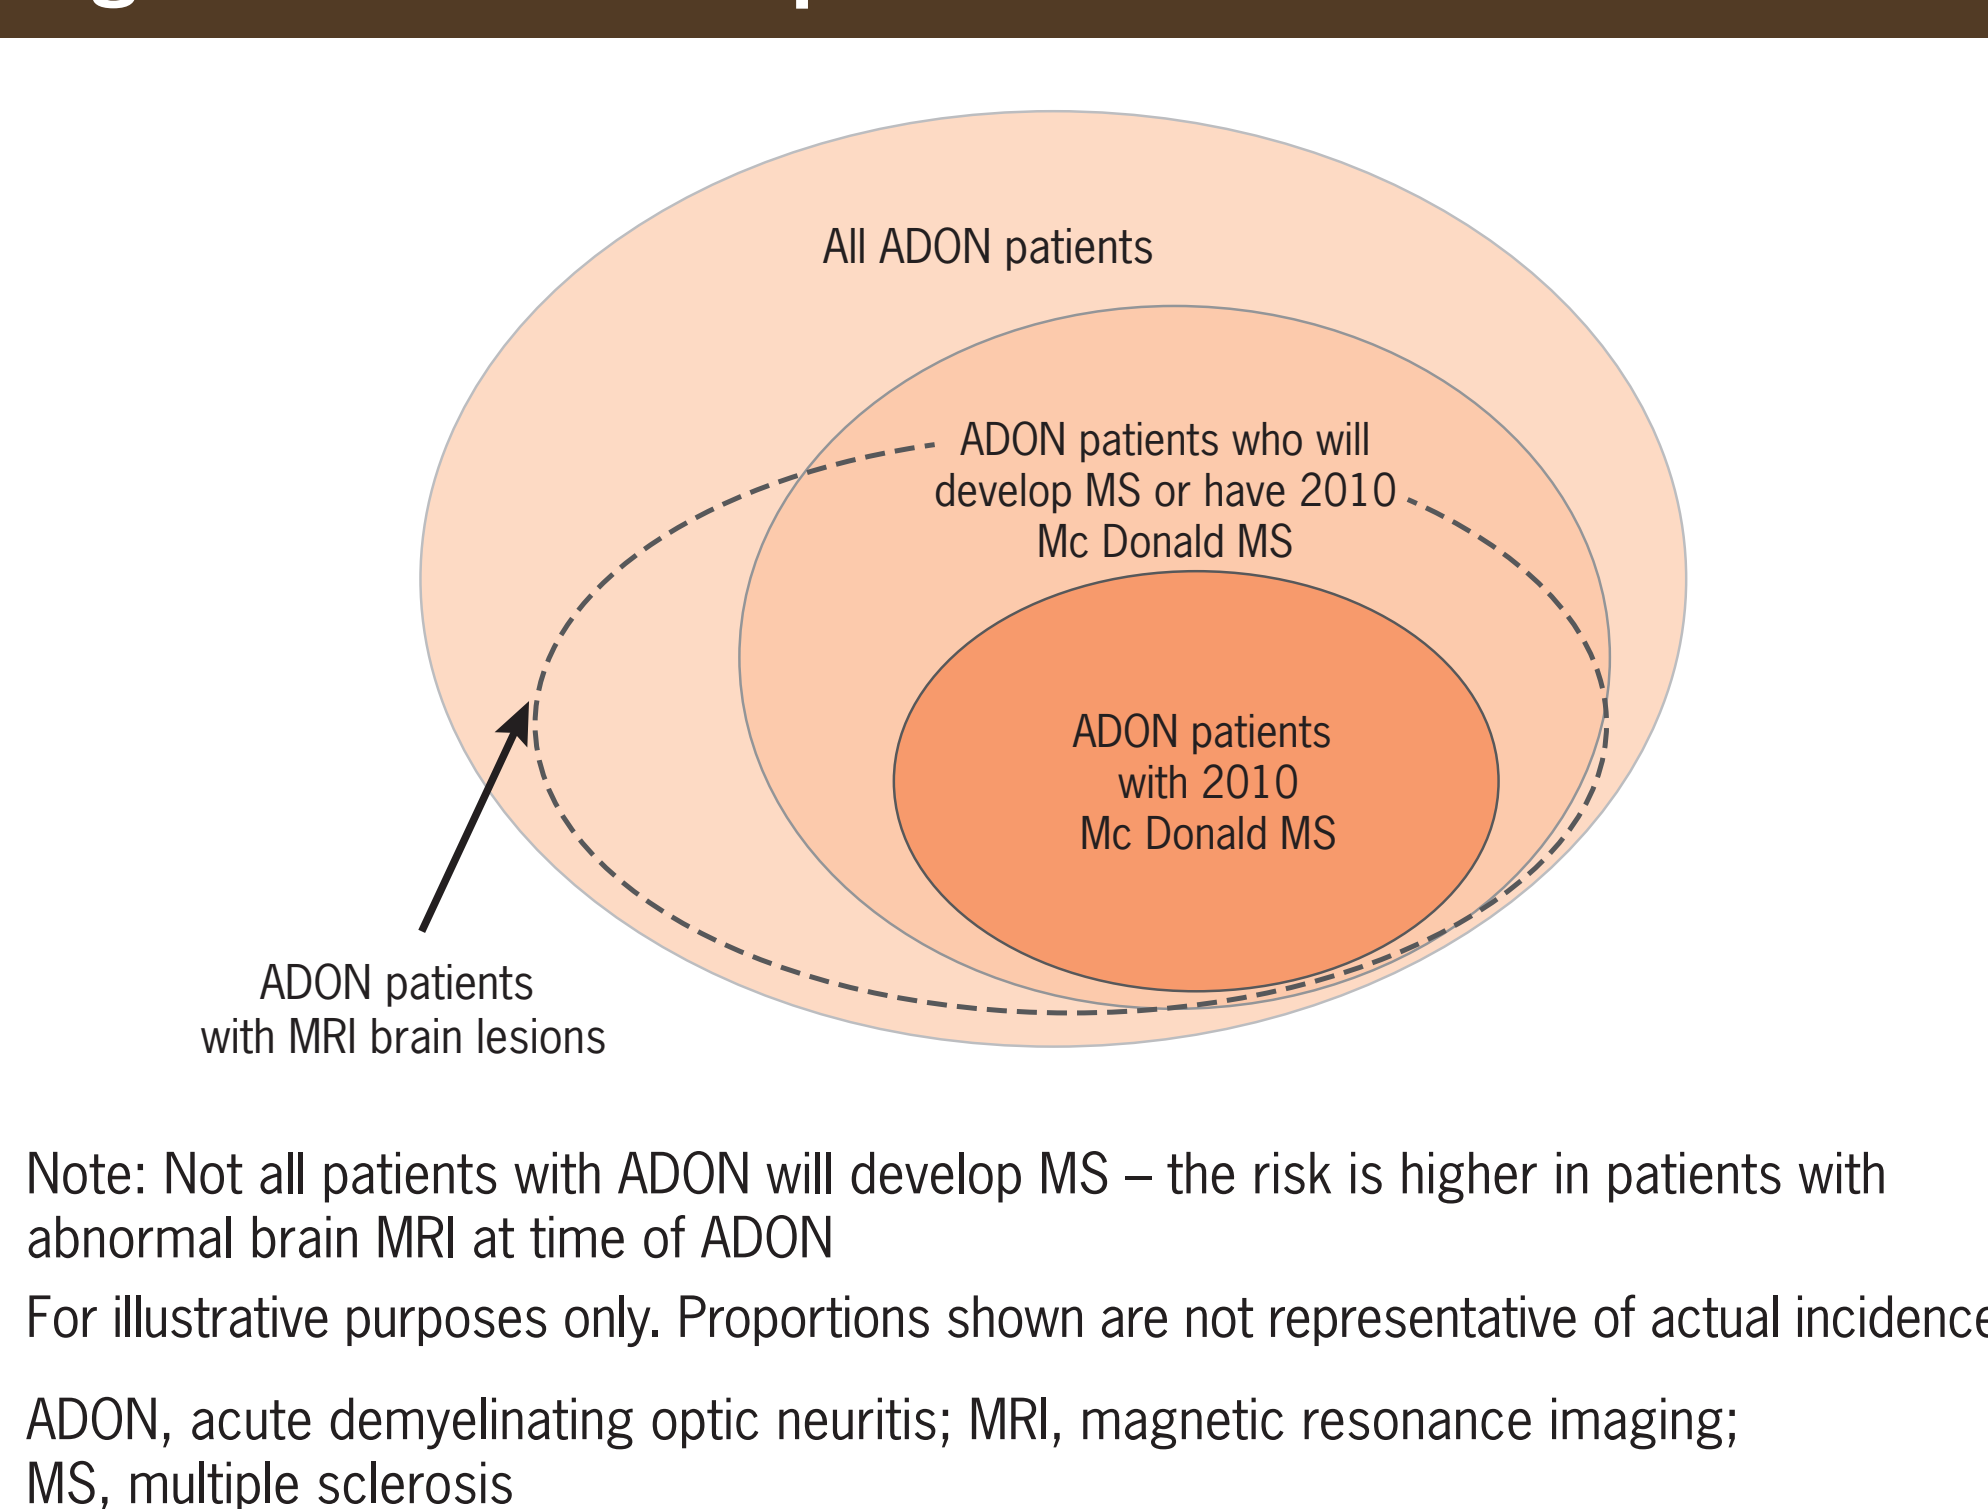 All ADON patients
ADON patients who will
develop MS or have 2010
Mc Donald MS
ADON patients
with 2010
Mc Donald MS
ADON patients
with MRI brain lesions
Note: Not all patients with ADON will develop MS – the risk is higher in patients with
abnormal brain MRI at time of ADON
For illustrative purposes only. Proportions shown are not representative of actual incidence
ADON, acute demyelinating optic neuritis; MRI, magnetic resonance imaging;
MS, multiple sclerosis